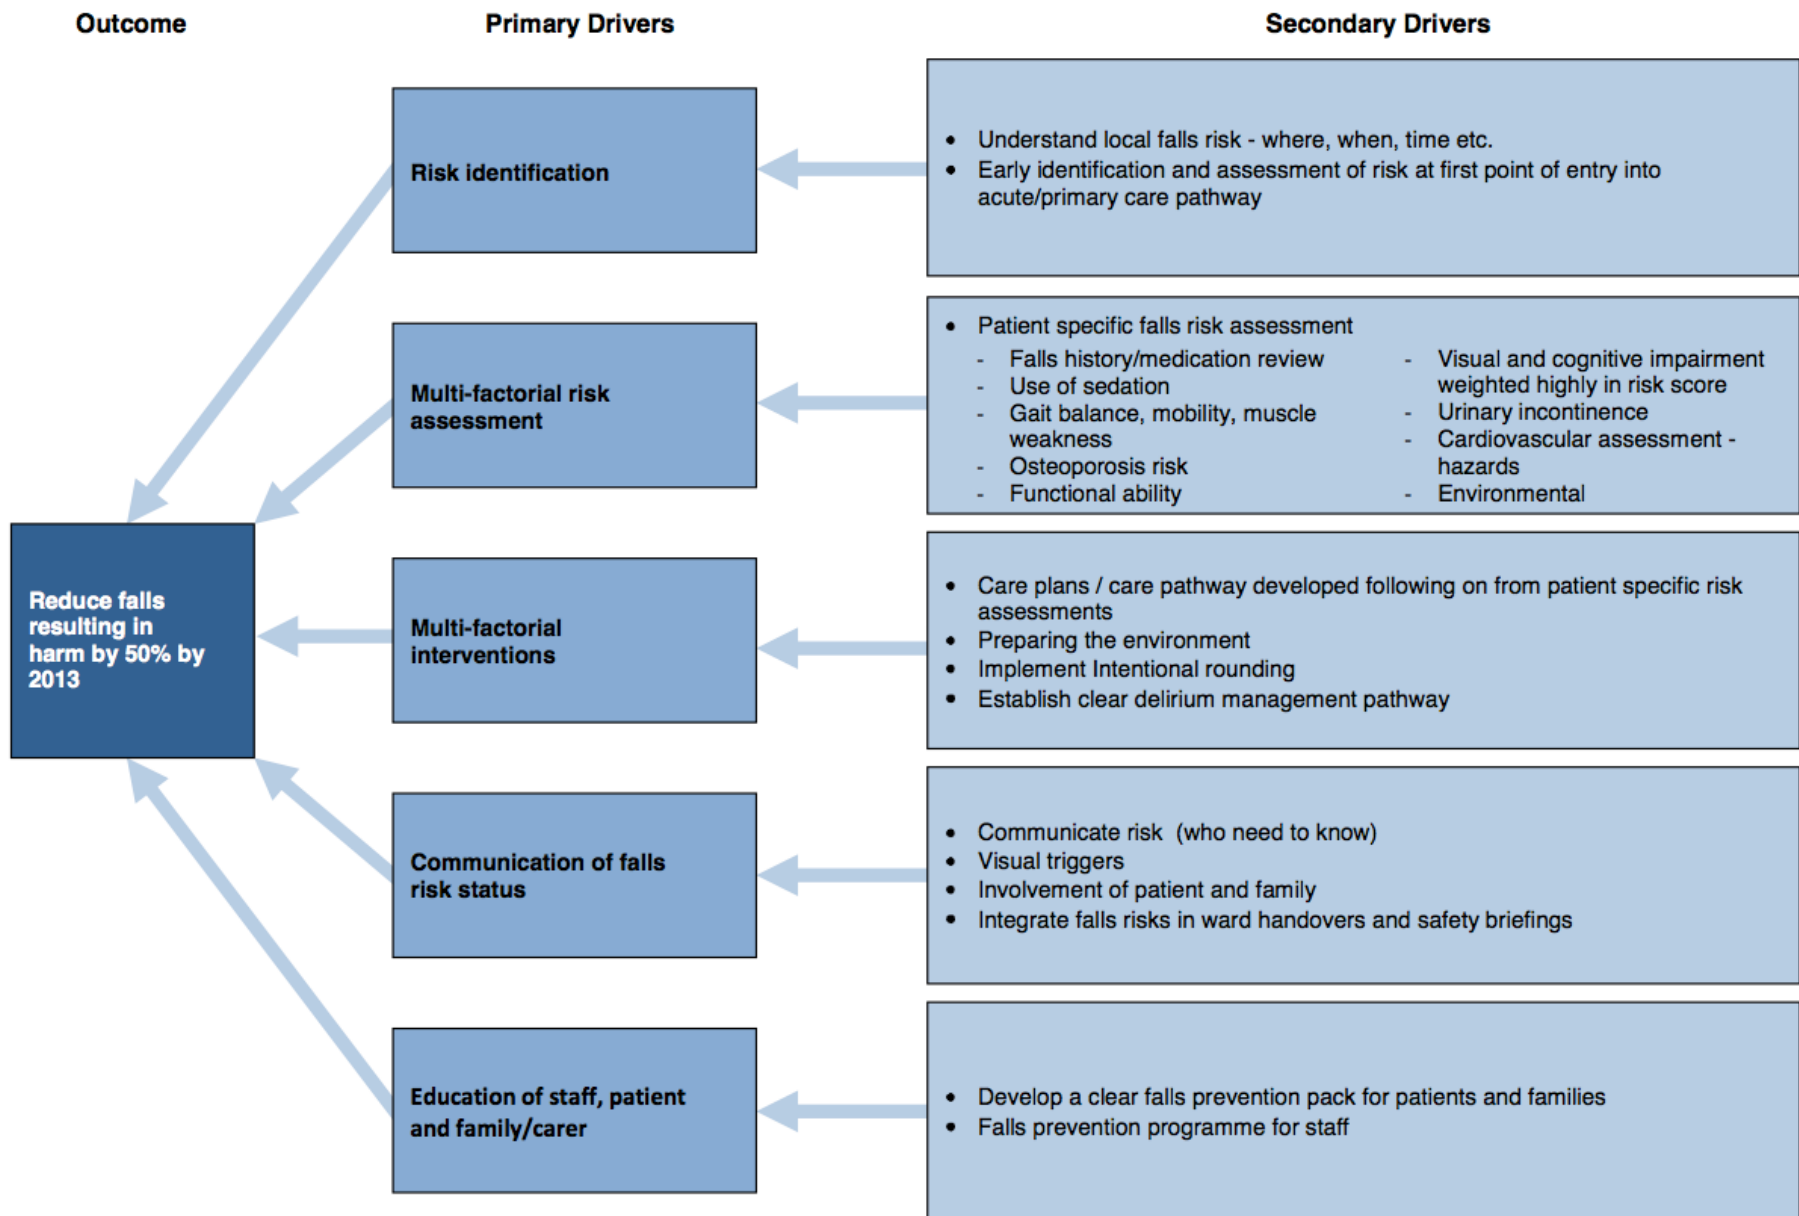 Outcome
Primary Drivers
Secondary Drivers
Risk identification
• Understand local falls risk - where, when, time etc.
• Early identification and assessment of risk at first point of entry into
acute/primary care pathway
Multi-factorial risk
assessment
• Patient specific falls risk assessment
- Falls history/medication review
- Use of sedation
- Gait balance, mobility, muscle
weakness
- Osteoporosis risk
- Functional ability
- Visual and cognitive impairment
weighted highly in risk score
- Urinary incontinence
- Cardiovascular assessment -
hazards
- Environmental
Reduce falls
resulting in
harm by 50% by
2013
Multi-factorial
interventions
• Care plans / care pathway developed following on from patient specific risk
assessments
• Preparing the environment
• Implement Intentional rounding
• Establish clear delirium management pathway
Communication of falls
risk status
• Communicate risk (who need to know)
• Visual triggers
• Involvement of patient and family
• Integrate falls risks in ward handovers and safety briefings
Education of staff, patient
and family/carer
• Develop a clear falls prevention pack for patients and families
• Falls prevention programme for staff